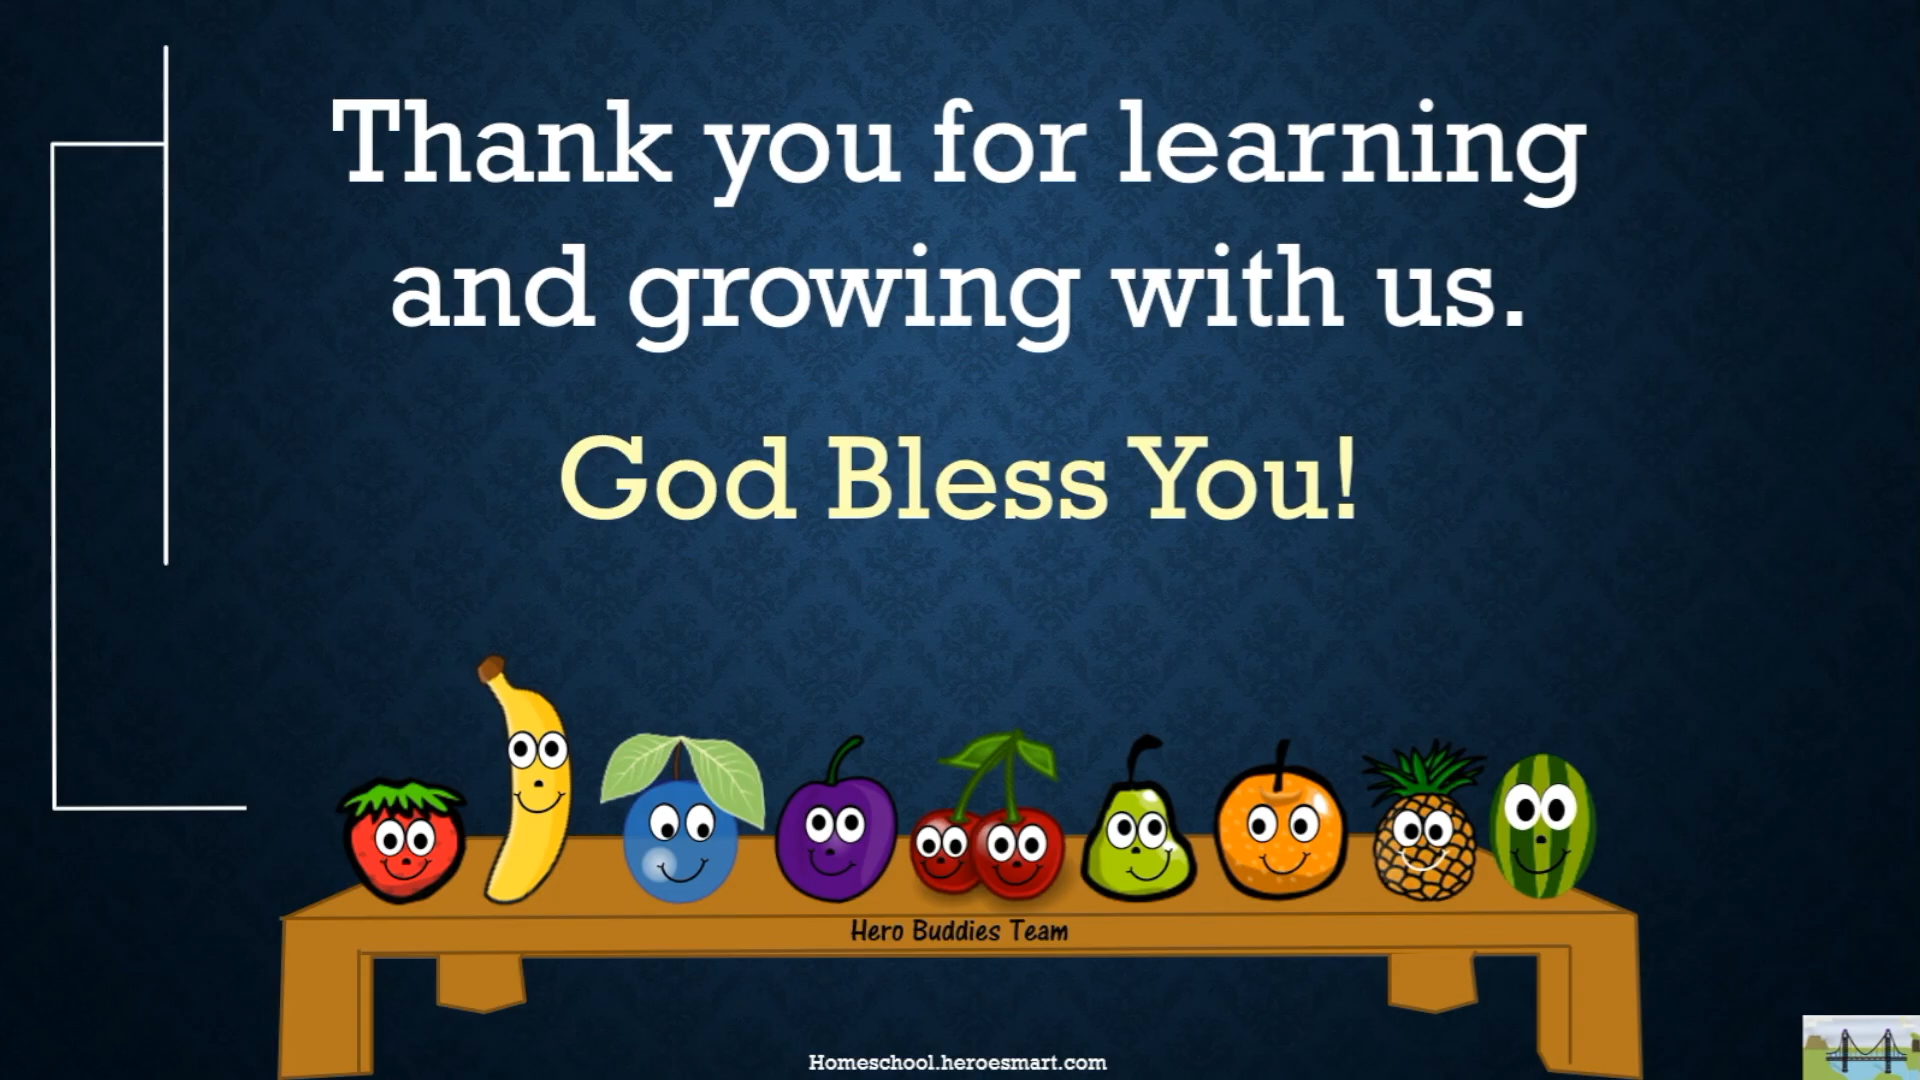 Thank you for learning
and growing with us.
God Bless You!
Hero Buddies Team
Homeschool.heroesmart.com